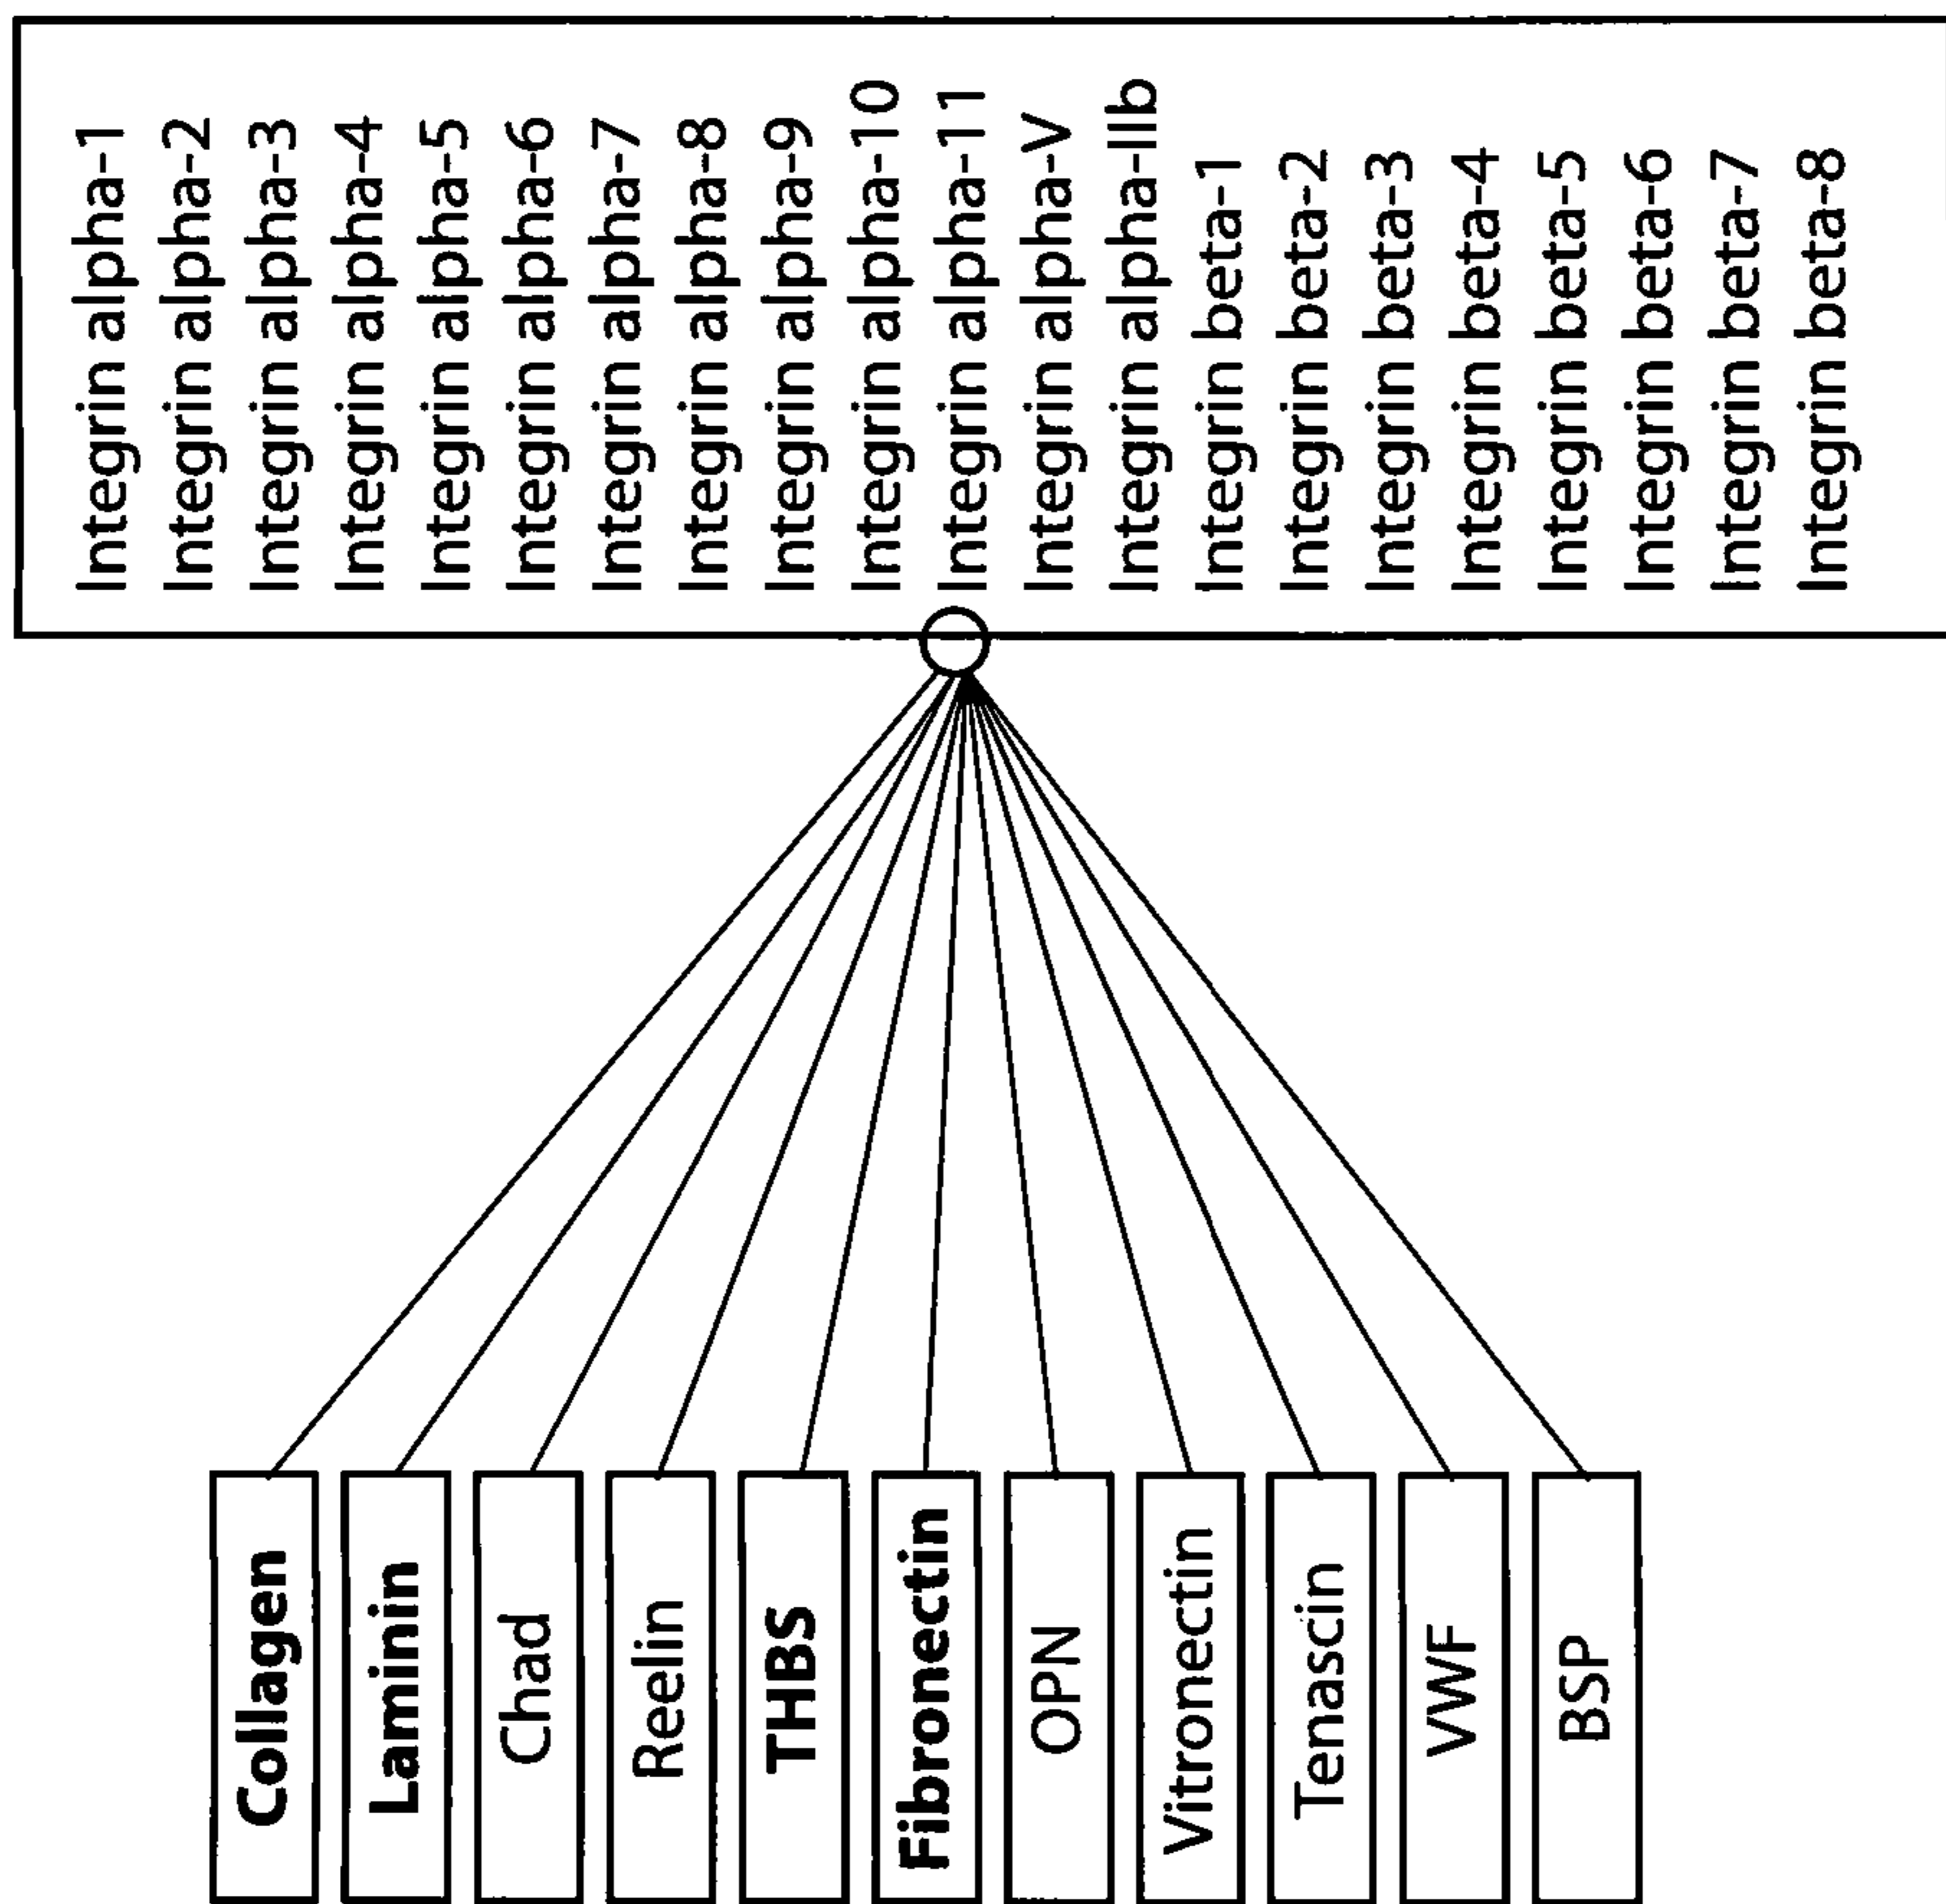 Integrin alpha-1
Integrin alpha-2
Integrin alpha-3
Integrin alpha-4
Integrin alpha-5
Integrin alpha-6
Integrin alpha-7
Integrin alpha-8
Integrin alpha-9
Integrin alpha-10
Integrin alpha-11
Integrin alpha-V
Integrin alpha-IIb
Integrin beta-1
Integrin beta-2
Integrin beta-3
Integrin beta-4
Integrin beta-5
Integrin beta-6
Integrin beta-7
Integrin beta-8
Collagen
Laminin
Chad
Reelin
THBS
Fibronectin
OPN
Vitronectin
Tenascin
VWF
BSP